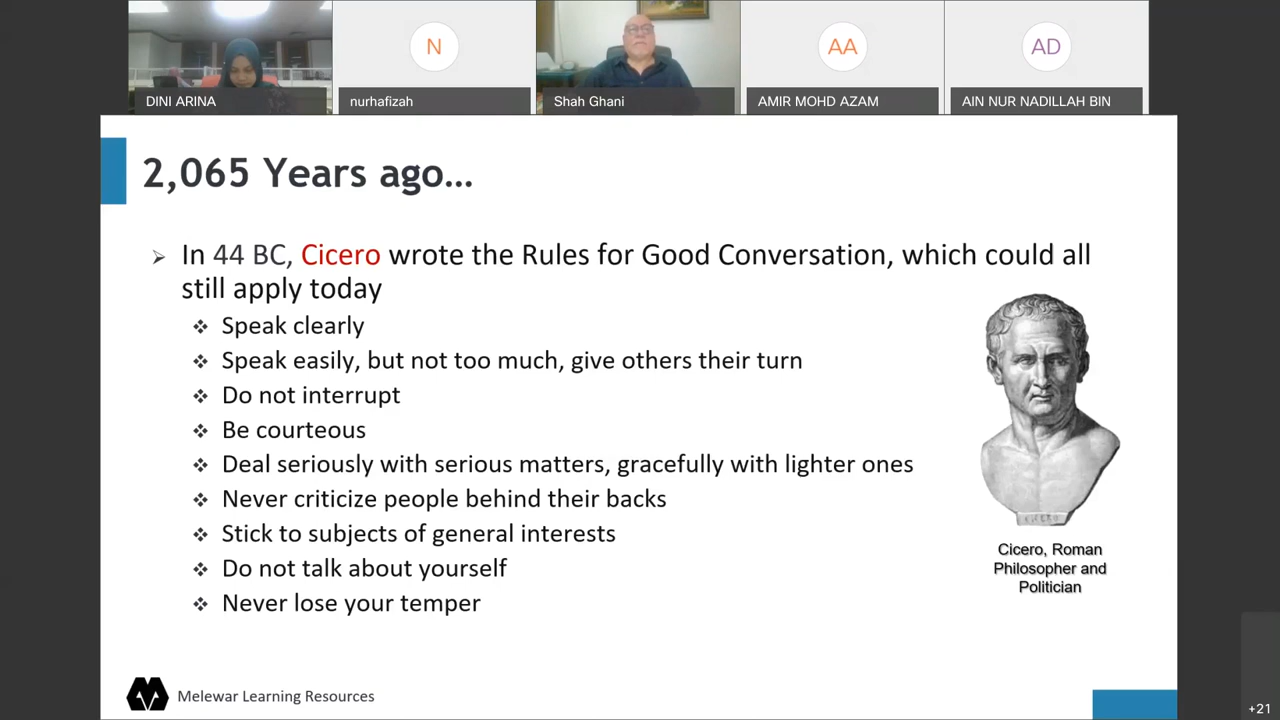 N
AA
AD
DINI ARINA
nurhafizah
Shah Ghani
AMIR MOHD AZAM
AIN NUR NADILLAH BIN
2,065 Years ago...
In 44 BC, Cicero wrote the Rules for Good Conversation, which could all
still apply today
Speak clearly
Speak easily, but not too much, give others their turn
Do not interrupt
Be courteous
Deal seriously with serious matters, gracefully with lighter ones
Never criticize people behind their backs
Stick to subjects of general interests
Do not talk about yourself
Never lose your temper
CICERO
Cicero, Roman
Philosopher and
Politician
Melewar Learning Resources
+21